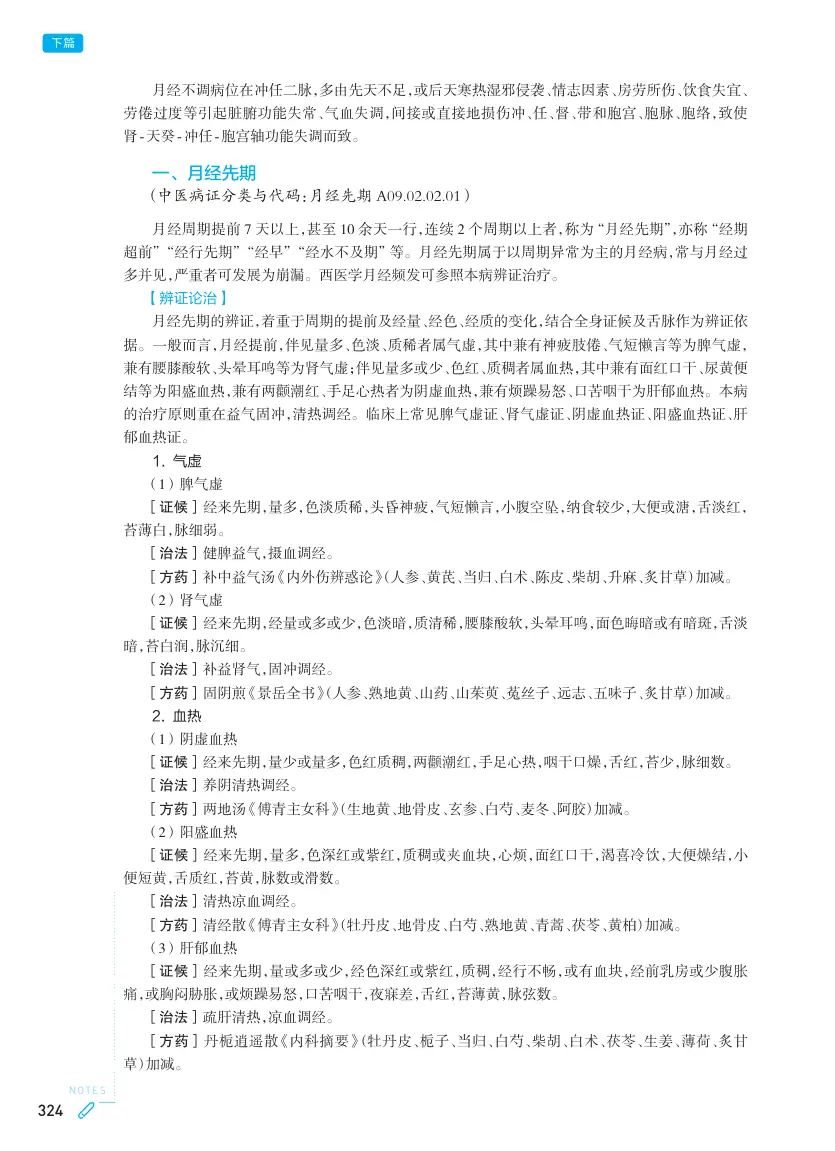 下篇
月经不调病位在冲任二脉,多由先天不足,或后天寒热湿邪侵袭、情志因素、房劳所伤、饮食失宜、
劳倦过度等引起脏腑功能失常、气血失调,间接或直接地损伤冲、任、督、带和胞宫、胞脉、胞络,致使
肾-天癸-冲任-胞宫轴功能失调而致。
一、月经先期
(中医病证分类与代码:月经先期 A09.02.02.01)
月经周期提前 7 天以上,甚至 10 余天一行,连续 2 个周期以上者,称为“月经先期”,亦称“经期
超前”“经行先期”“经早”“经水不及期”等。月经先期属于以周期异常为主的月经病,常与月经过
多并见,严重者可发展为崩漏。西医学月经频发可参照本病辨证治疗。
【辨证论治】
月经先期的辨证,着重于周期的提前及经量、经色、经质的变化,结合全身证候及舌脉作为辨证依
据。一般而言,月经提前,伴见量多、色淡、质稀者属气虚,其中兼有神疲肢倦、气短懒言等为脾气虚,
兼有腰膝酸软、头晕耳鸣等为肾气虚;伴见量多或少、色红、质稠者属血热,其中兼有面红口干、尿黄便
结等为阳盛血热,兼有两颧潮红、手足心热者为阴虚血热,兼有烦躁易怒、口苦咽干为肝郁血热。本病
的治疗原则重在益气固冲,清热调经。临床上常见脾气虚证、肾气虚证、阴虚血热证、阳盛血热证、肝
郁血热证。
1. 气虚
(1)脾气虚
[证候]经来先期,量多,色淡质稀,头昏神疲,气短懒言,小腹空坠,纳食较少,大便或溏,舌淡红,
苔薄白,脉细弱。
[治法]健脾益气,摄血调经。
[方药]补中益气汤《内外伤辨惑论》(人参、黄芪、当归、白术、陈皮、柴胡、升麻、炙甘草)加减。
(2)肾气虚
[证候]经来先期,经量或多或少,色淡暗,质清稀,腰膝酸软,头晕耳鸣,面色晦暗或有暗斑,舌淡
暗,苔白润,脉沉细。
[治法]补益肾气,固冲调经。
[方药]固阴煎《景岳全书》(人参、熟地黄、山药、山茱萸、菟丝子、远志、五味子、炙甘草)加减。
2. 血热
(1)阴虚血热
[证候]经来先期,量少或量多,色红质稠,两颧潮红,手足心热,咽干口燥,舌红,苔少,脉细数。
[治法]养阴清热调经。
[方药]两地汤《傅青主女科》(生地黄、地骨皮、玄参、白芍、麦冬、阿胶)加减。
(2)阳盛血热
[证候]经来先期,量多,色深红或紫红,质稠或夹血块,心烦,面红口干,渴喜冷饮,大便燥结,小
便短黄,舌质红,苔黄,脉数或滑数。
[治法]清热凉血调经。
[方药]清经散《傅青主女科》(牡丹皮、地骨皮、白芍、熟地黄、青蒿、茯苓、黄柏)加减。
(3)肝郁血热
[证候]经来先期,量或多或少,经色深红或紫红,质稠,经行不畅,或有血块,经前乳房或少腹胀
痛,或胸闷胁胀,或烦躁易怒,口苦咽干,夜寐差,舌红,苔薄黄,脉弦数。
[治法]疏肝清热,凉血调经。
[方药]丹栀逍遥散《内科摘要》(牡丹皮、栀子、当归、白芍、柴胡、白术、茯苓、生姜、薄荷、炙甘
草)加减。
NOTES
324